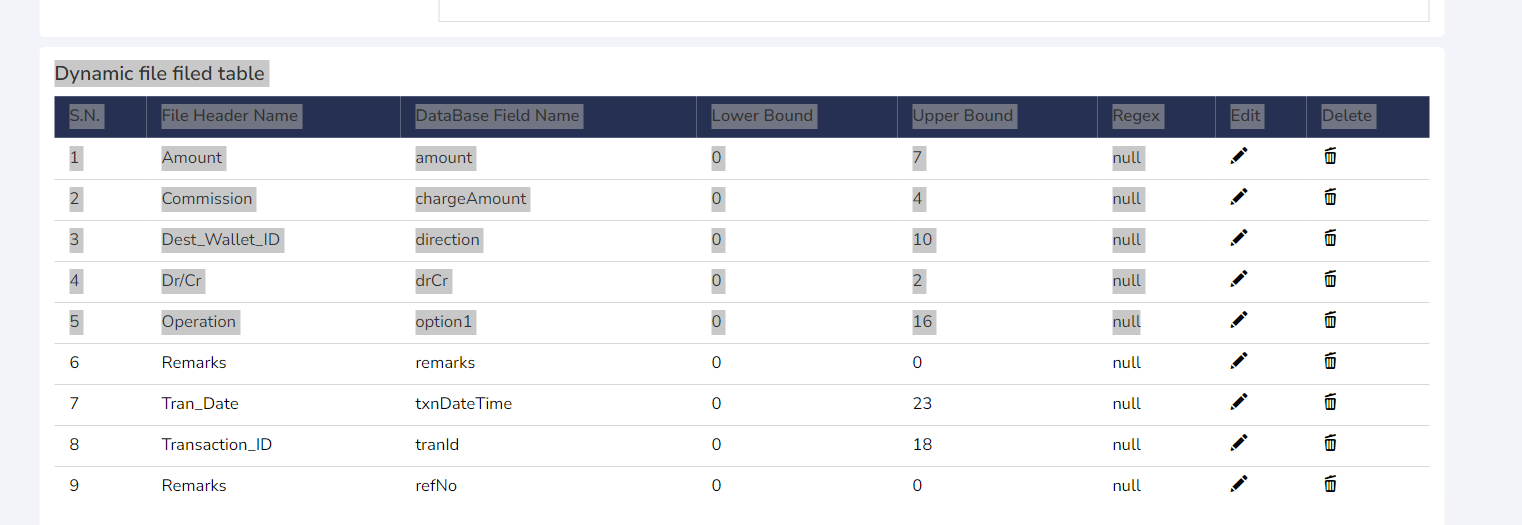 Dynamic file filed table
S.N. File Header Name DataBase Field Name Lower Bound Upper Bound Regex Edit Delete
1 Amount amount 0 7 null
2 Commission chargeAmount 0 4 null
3 Dest_Wallet_ID direction 0 10 null
4 Dr/Cr drCr 0 2 null
5 Operation option1 0 16 null
6 Remarks remarks 0 0 null
7 Tran_Date txnDateTime 0 23 null
8 Transaction_ID tranId 0 18 null
9 Remarks refNo 0 0 null